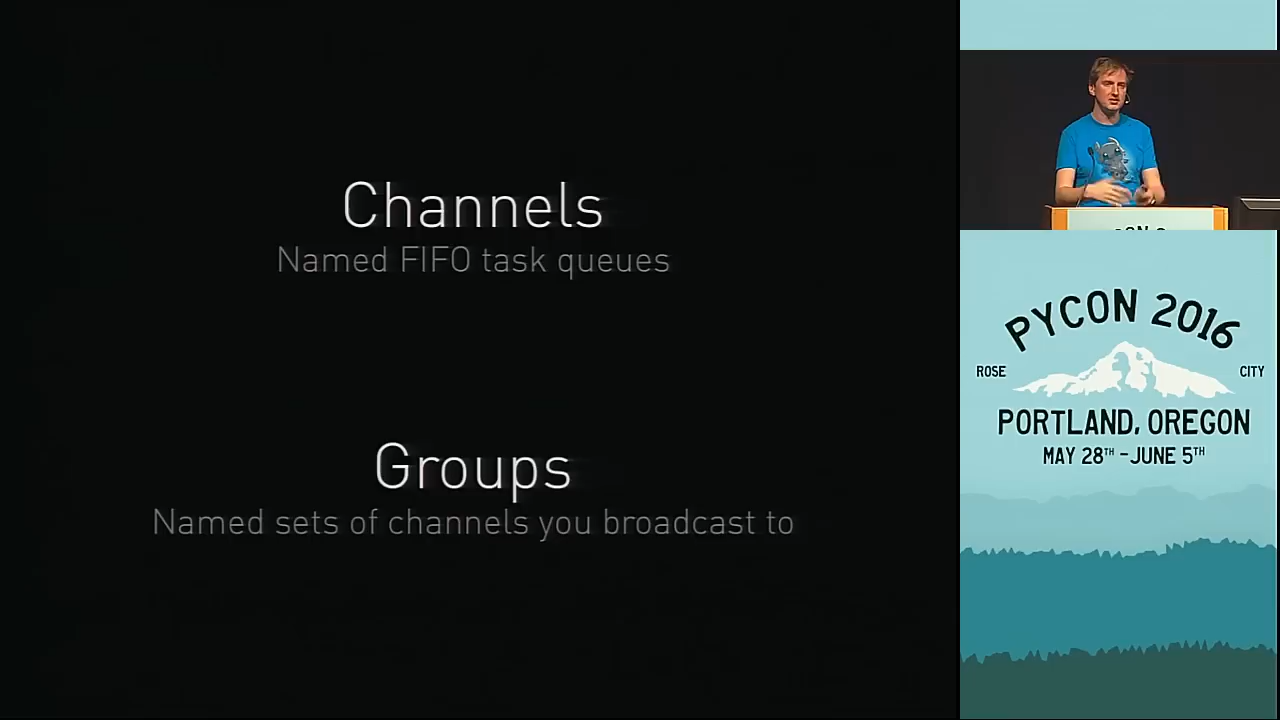 Channels
Named FIFO task queues
Groups
Named sets of channels you broadcast to
PYCON 2016
ROSE CITY
PORTLAND, OREGON
MAY 28TH - JUNE 5TH